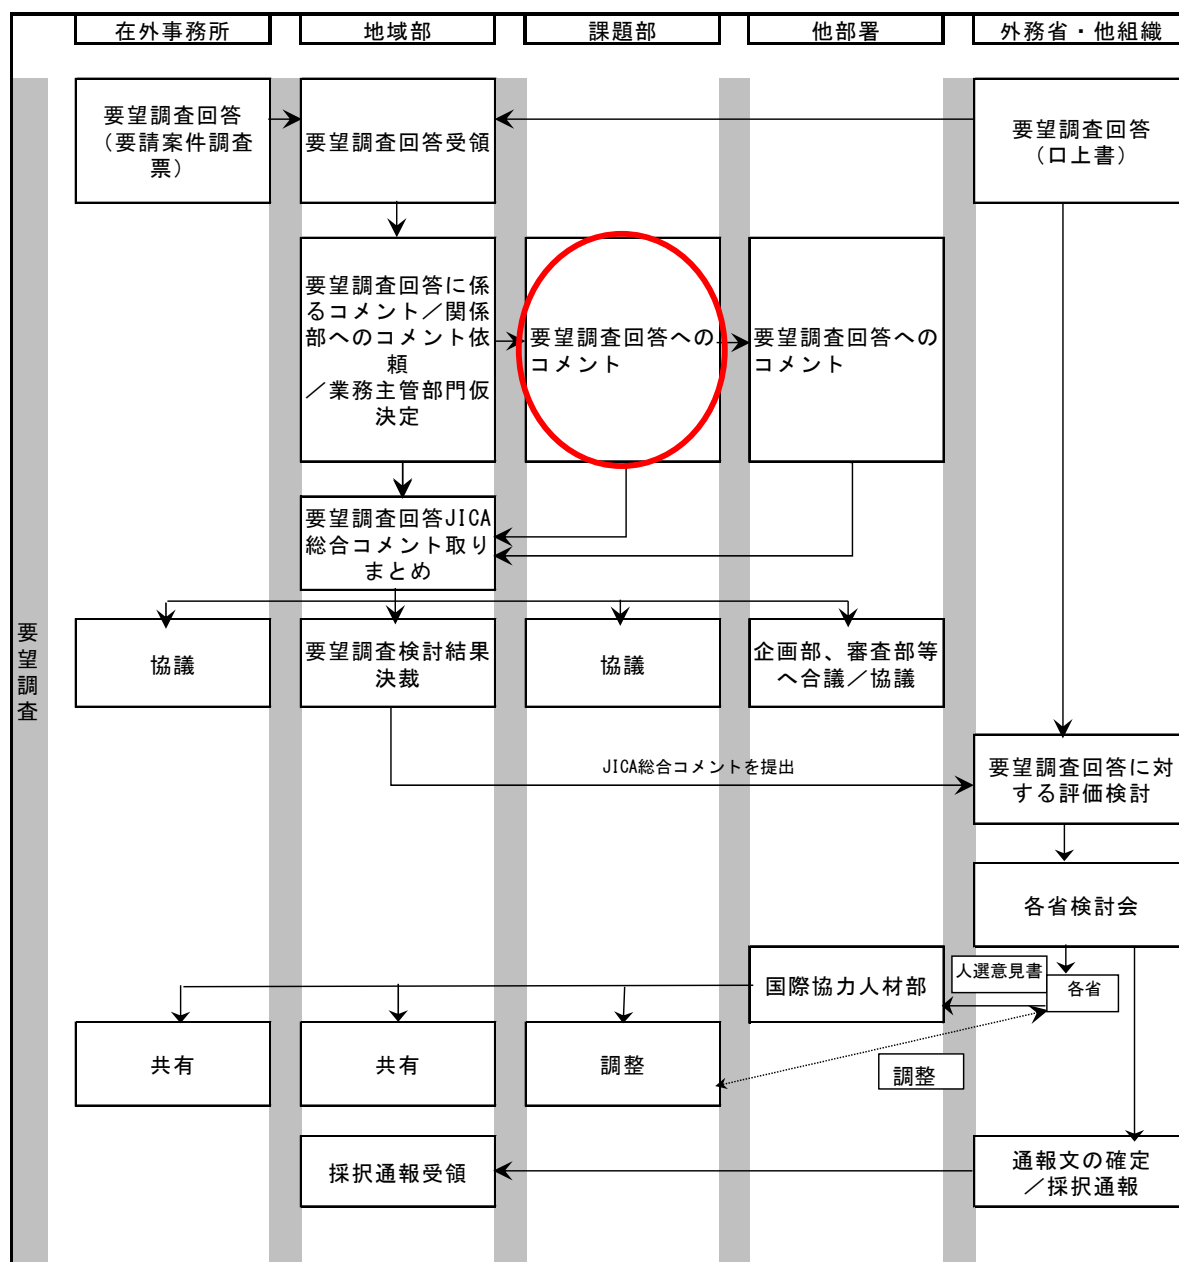 在外事務所
地域部
課題部
他部署
外務省・他組織
要望調査
要望調査回答
（要請案件調査
票）
要望調査回答受領
要望調査回答
（口上書）
要望調査回答に係
るコメント／関係
部へのコメント依
頼
／業務主管部門仮
決定
要望調査回答への
コメント
要望調査回答への
コメント
要望調査回答JICA
総合コメント取り
まとめ
協議
要望調査検討結果
決裁
協議
企画部、審査部等
へ合議／協議
JICA総合コメントを提出
要望調査回答に対
する評価検討
各省検討会
国際協力人材部
人選意見書
各省
共有
共有
調整
調整
採択通報受領
通報文の確定
／採択通報